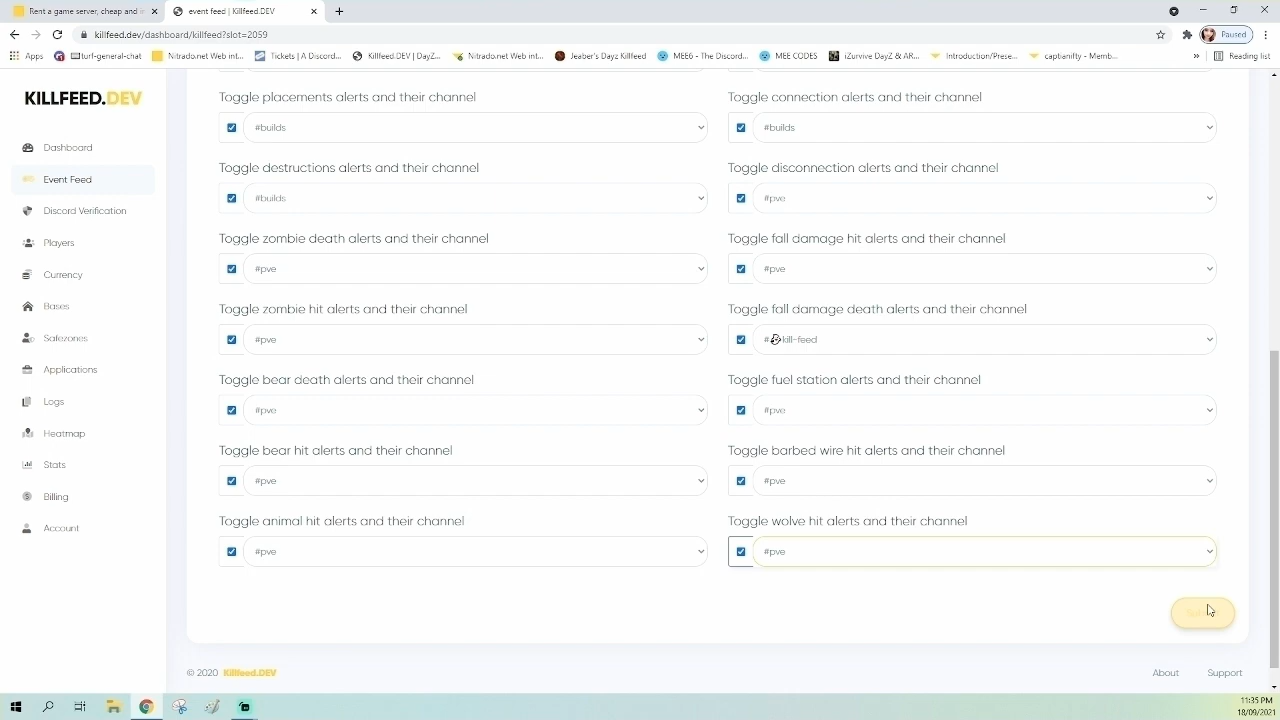 Rent a game server, cheap and i
event feed | Killfeed.DEV
killfeed.dev/dashboard/killfeed?slot=2059
Paused
Apps
turf-general-chat
Nitrado.net Web int...
Tickets | A Discord...
Killfeed.DEV | DayZ...
Nitrado.net Web int...
Jeaber's Dayz Killfeed
MEE6 - The Discord...
MEE CODES
iZurvive DayZ & AR...
Introduction/Prese...
captianifty - Memb...
»
Reading list
KILLFEED.DEV
Dashboard
Event Feed
Discord Verification
Players
Currency
Bases
Safezones
Applications
Logs
Heatmap
Stats
Billing
Account
Toggle placements alerts and their channel
#builds
Toggle connection alerts and their channel
#builds
Toggle destructions alerts and their channel
#builds
Toggle disconnection alerts and their channel
#pve
Toggle zombie death alerts and their channel
#pve
Toggle fall damage hit alerts and their channel
#pve
Toggle zombie hit alerts and their channel
#pve
Toggle fall damage death alerts and their channel
#kill-feed
Toggle bear death alerts and their channel
#pve
Toggle fuel station alerts and their channel
#pve
Toggle bear hit alerts and their channel
#pve
Toggle barbed wire hit alerts and their channel
#pve
Toggle animal hit alerts and their channel
#pve
Toggle wolve hit alerts and their channel
#pve
© 2020 Killfeed.DEV
About
Support
11:35 PM
18/09/2021